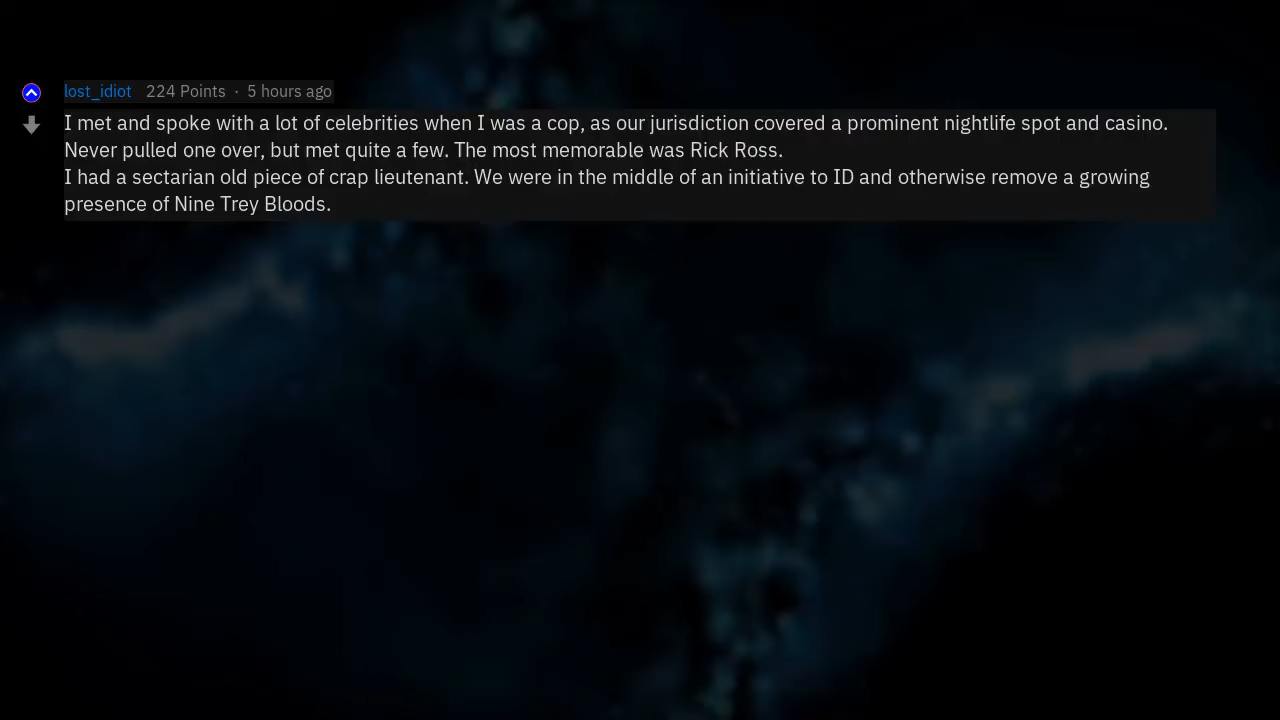 lost_idiot 224 Points · 5 hours ago
I met and spoke with a lot of celebrities when I was a cop, as our jurisdiction covered a prominent nightlife spot and casino.
Never pulled one over, but met quite a few. The most memorable was Rick Ross.
I had a sectarian old piece of crap lieutenant. We were in the middle of an initiative to ID and otherwise remove a growing
presence of Nine Trey Bloods.